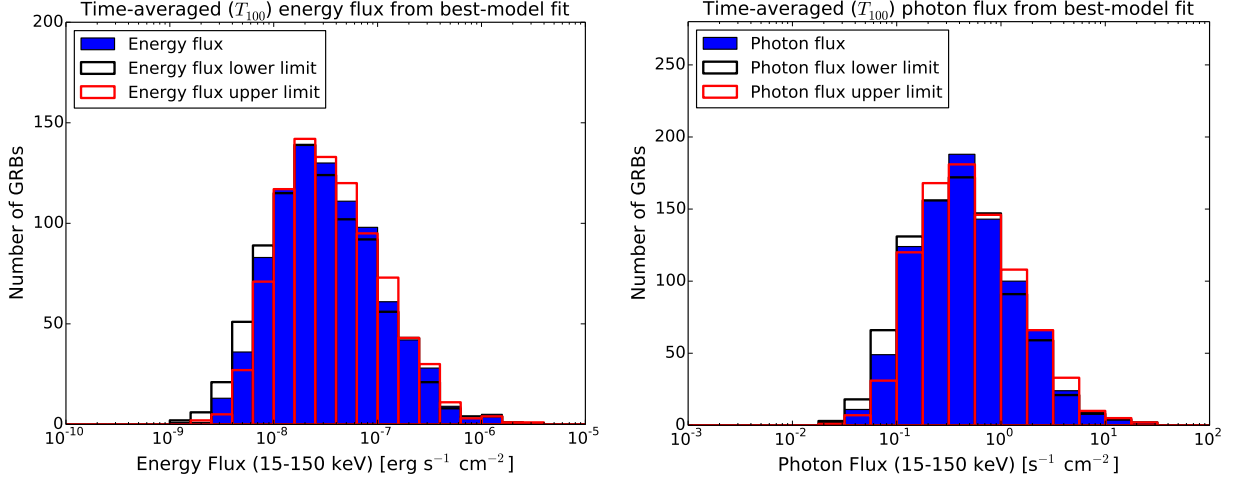 Time-averaged (T₁₀₀) energy flux from best-model fit
200
150
100
50
0
Number of GRBs
Energy flux
Energy flux lower limit
Energy flux upper limit
10⁻¹⁰ 10⁻⁹ 10⁻⁸ 10⁻⁷ 10⁻⁶ 10⁻⁵
Energy Flux (15-150 keV) [erg s⁻¹ cm⁻²]
Time-averaged (T₁₀₀) photon flux from best-model fit
250
200
150
100
50
0
Number of GRBs
Photon flux
Photon flux lower limit
Photon flux upper limit
10⁻³ 10⁻² 10⁻¹ 10⁰ 10¹ 10²
Photon Flux (15-150 keV) [s⁻¹ cm⁻²]